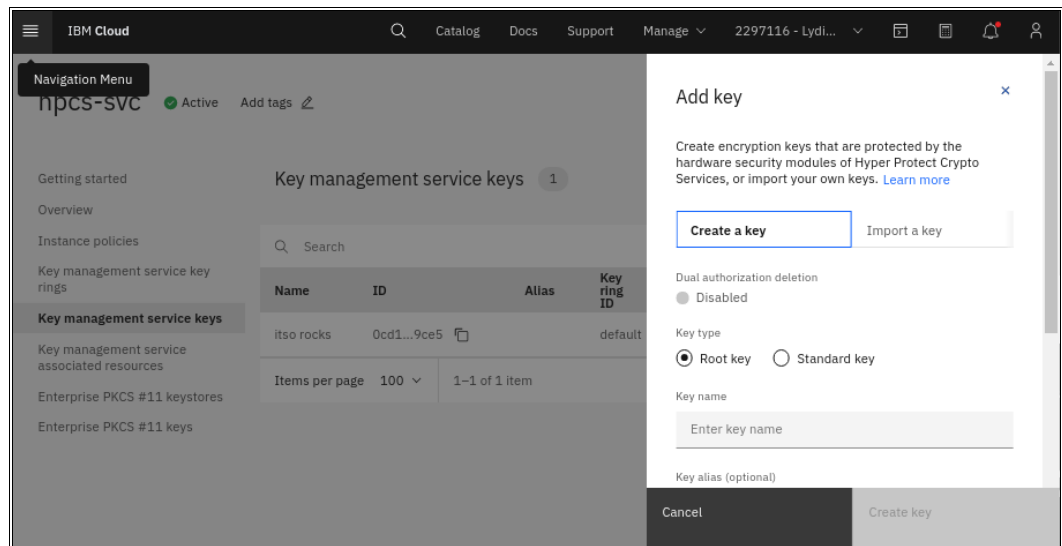 IBM Cloud
Catalog
Docs
Support
Manage
2297116 - Lydi...
Navigation Menu
hpcs-svc
Active
Add tags
Getting started
Overview
Instance policies
Key management service key
rings
Key management service keys
Key management service
associated resources
Enterprise PKCS #11 keystores
Enterprise PKCS #11 keys
Key management service keys 1
Search
Name
ID
Alias
Key
ring
ID
itso rocks
0cd1...9ce5
default
Items per page 100
1–1 of 1 item
Add key
Create encryption keys that are protected by the
hardware security modules of Hyper Protect Crypto
Services, or import your own keys. Learn more
Create a key
Import a key
Dual authorization deletion
Disabled
Key type
Root key
Standard key
Key name
Enter key name
Key alias (optional)
Cancel
Create key